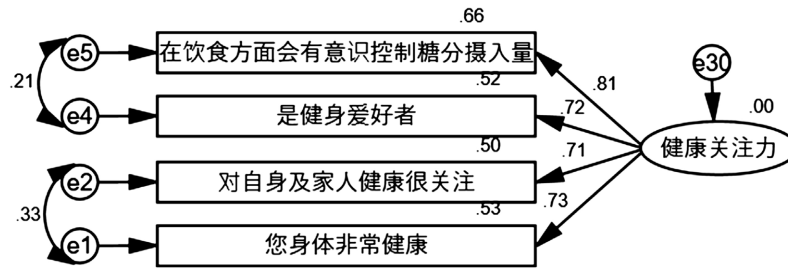 .66
e5 在饮食方面会有意识控制糖分摄入量
.52
.21
.81
e30
e4 是健身爱好者
.72
.00
.50
.71
健康关注力
e2 对自身及家人健康很关注
.53
.33
.73
e1 您身体非常健康